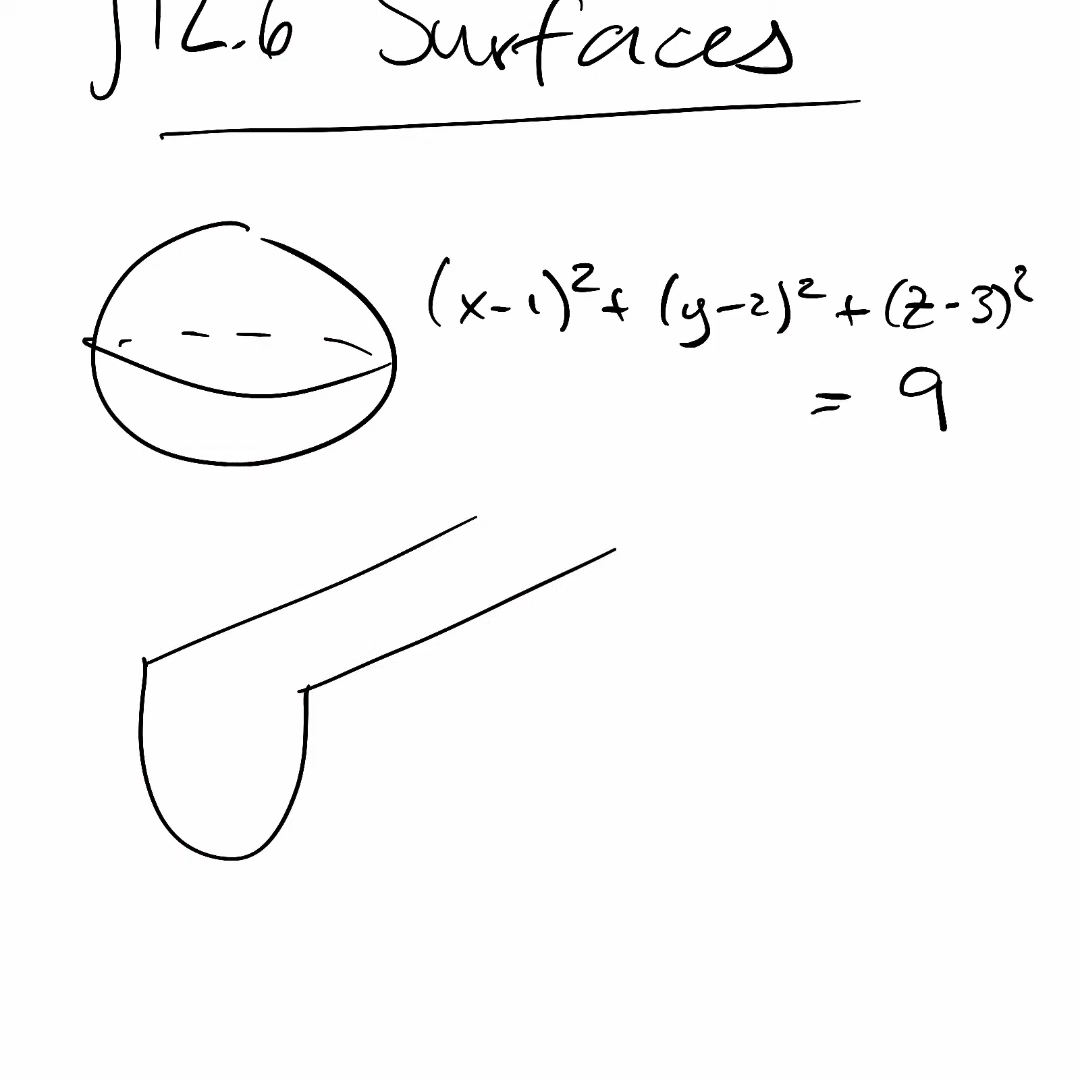 §12.6 Surfaces
(x-1)² + (y-2)² + (z-3)²
= 9